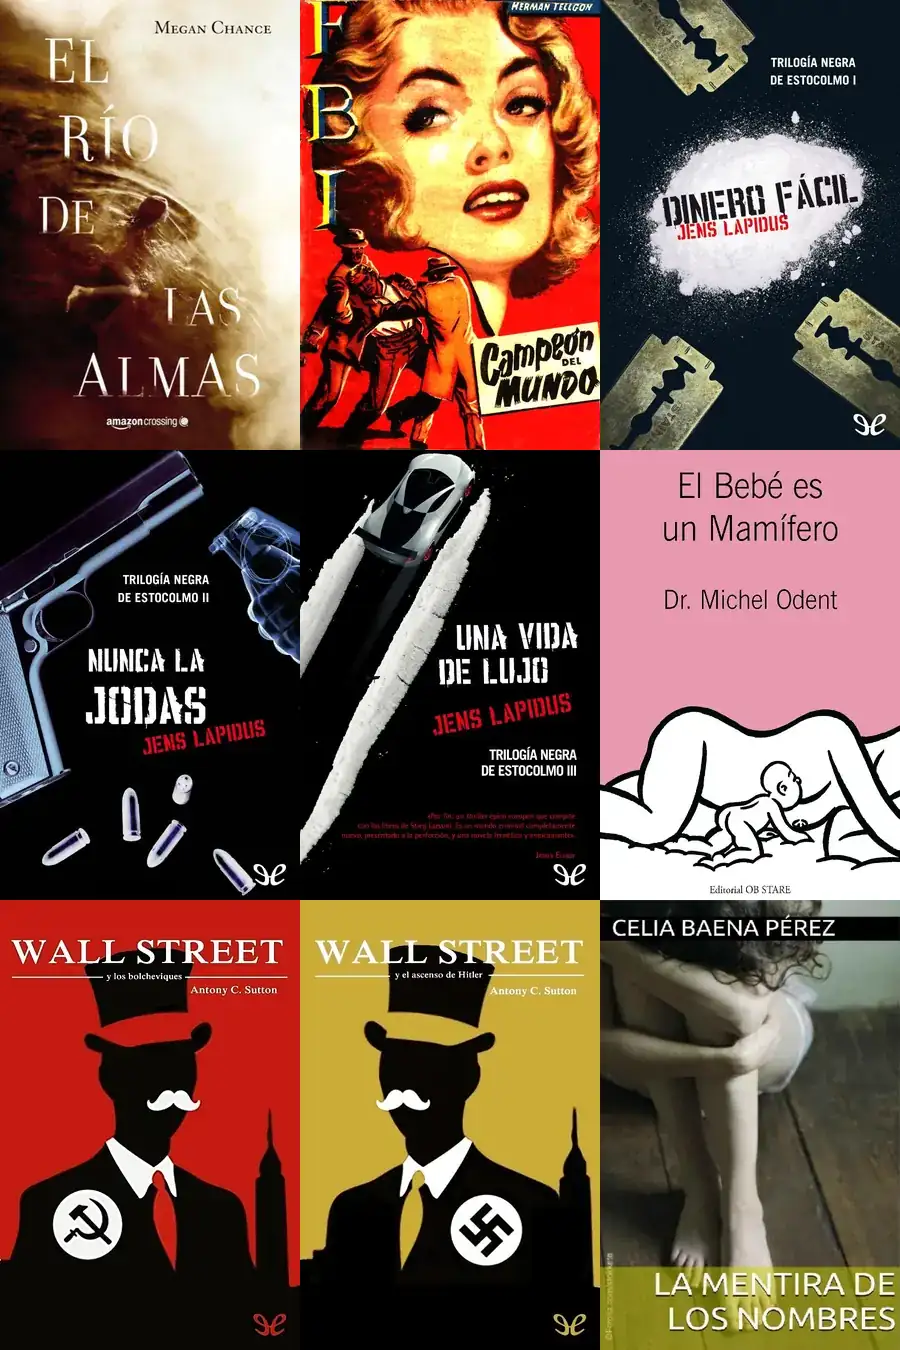 MEGAN CHANCE
EL
RÍO
DE
LAS
ALMAS
amazoncrossing
HERMAN TELLGON
F
B
I
Campeón
DEL
MUNDO
TRILOGÍA NEGRA
DE ESTOCOLMO I
DINERO FÁCIL
JENS LAPIDUS
TRILOGÍA NEGRA
DE ESTOCOLMO II
NUNCA LA
JODAS
JENS LAPIDUS
UNA VIDA
DE LUJO
JENS LAPIDUS
TRILOGÍA NEGRA
DE ESTOCOLMO III
El Bebé es
un Mamífero
Dr. Michel Odent
Editorial OB STARE
WALL STREET
y los bolcheviques
Antony C. Sutton
WALL STREET
y el ascenso de Hitler
Antony C. Sutton
CELIA BAENA PÉREZ
LA MENTIRA DE
LOS NOMBRES